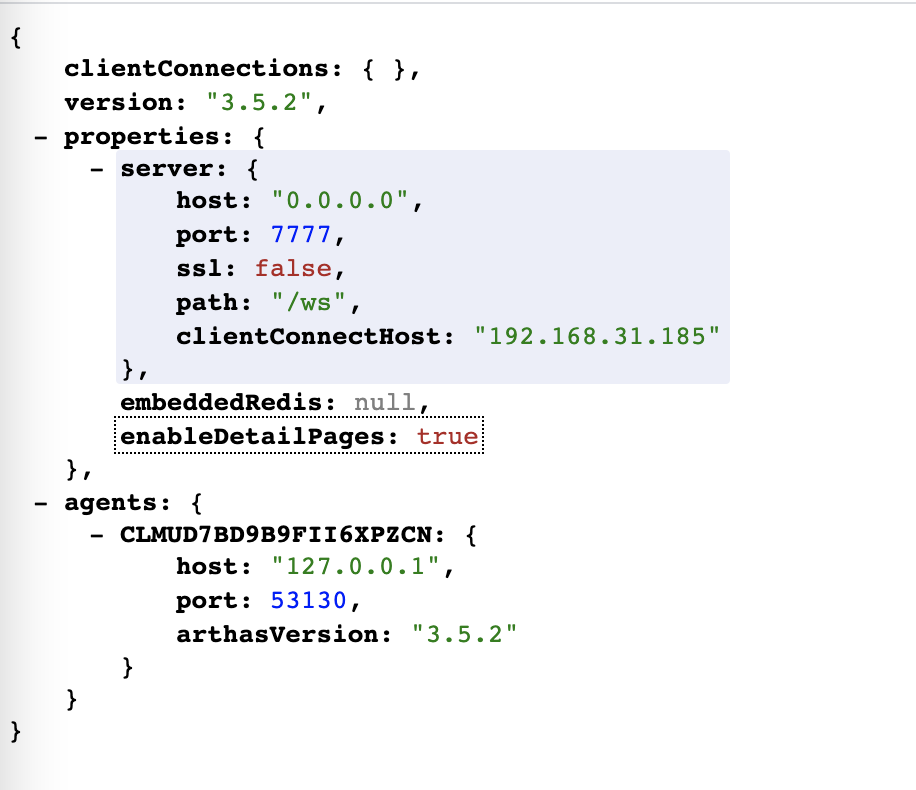 {
clientConnections: { },
version: "3.5.2",
- properties: {
- server: {
host: "0.0.0.0",
port: 7777,
ssl: false,
path: "/ws",
clientConnectHost: "192.168.31.185"
},
embeddedRedis: null,
enableDetailPages: true
},
- agents: {
- CLMUD7BD9B9FII6XPZCN: {
host: "127.0.0.1",
port: 53130,
arthasVersion: "3.5.2"
}
}
}